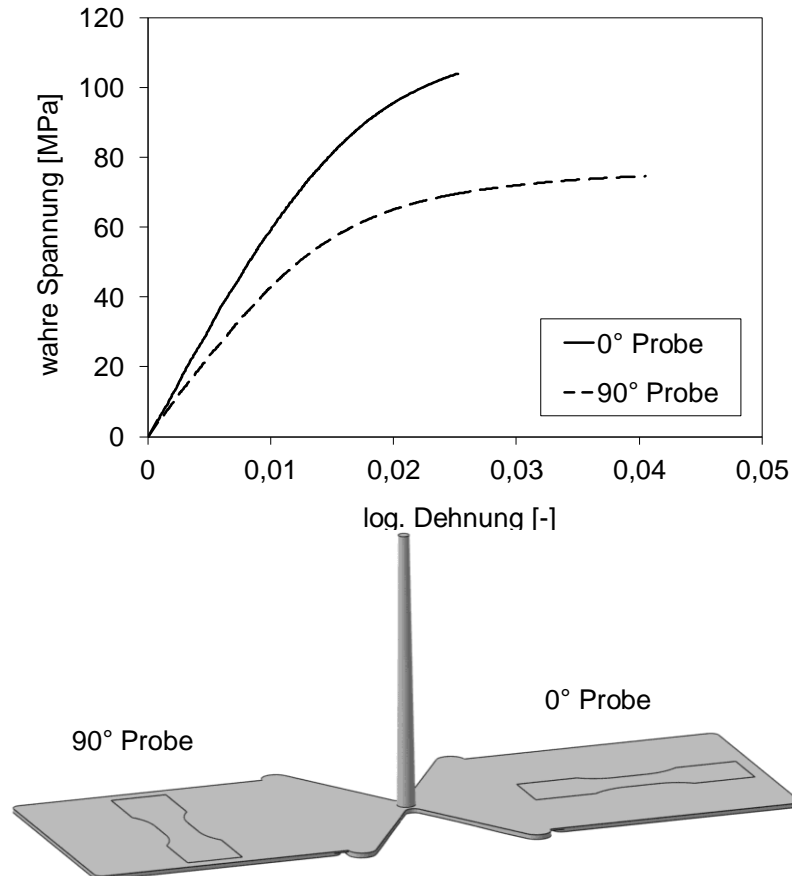 120
100
80
60
40
20
0
wahre Spannung [MPa]
0° Probe
90° Probe
0 0,01 0,02 0,03 0,04 0,05
log. Dehnung [-]
0° Probe
90° Probe